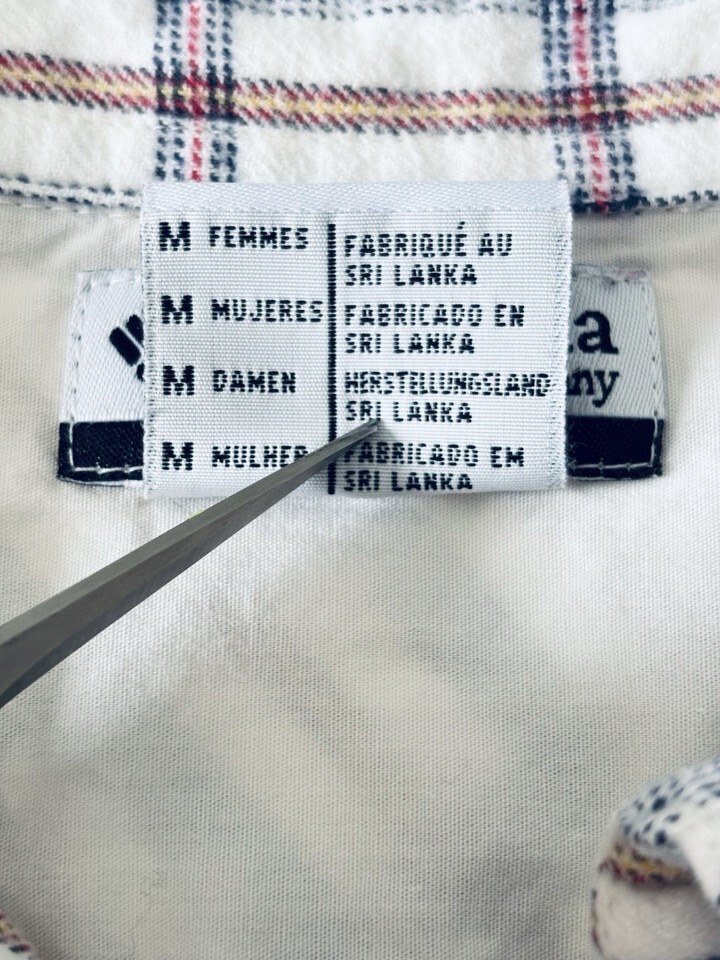 M FEMMES
FABRIQUÉ AU
SRI LANKA
M MUJERES
FABRICADO EN
SRI LANKA
M DAMEN
HERSTELLUNGSLAND
SRI LANKA
M MULHER
FABRICADO EM
SRI LANKA